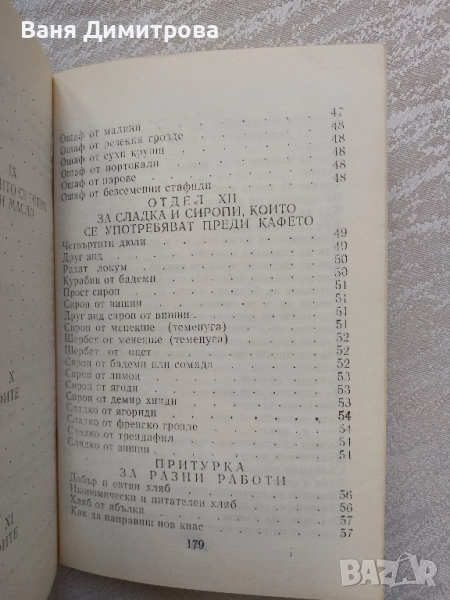 Ваня Димитрова
Ошаф от малини 47
Ошаф от резекки грозде 48
Ошаф от сухи круши 48
Ошаф от портокали 48
Ошаф от нарове 48
Ошаф от безсеменни стафиди 48
ОТДЕЛ XII
ЗА СЛАДКА И СИРОПИ, КОИТО
СЕ УПОТРЕБЯВАТ ПРЕДИ КАФЕТО
Четвъртити дюли 49
Друг вид 49
Рахат локум 50
Курабии от бадеми 50
Прост сироп 51
Сироп от вишни 51
Друг вид сироп от вишни 51
Сироп от менекше (теменуга) 51
Шербет от менекше (теменуга) 52
Шербет от оцет 52
Сироп от бадеми или сомада 52
Сироп от лимон 53
Сироп от ягоди 53
Сироп от демир хинди 53
Сладко от ягориди 54
Сладко от френско грозде 54
Сладко от трендафил 54
Сладко от вишни 54
ПРИТУРКА
ЗА РАЗНИ РАБОТИ
Добър и евтин хляб
Икономически и питателен хляб 56
Хляб от ябълки 56
Как да направиш нов квас 57
57
179
IX
И МАСЛО
X
XI
BAZAR
bg